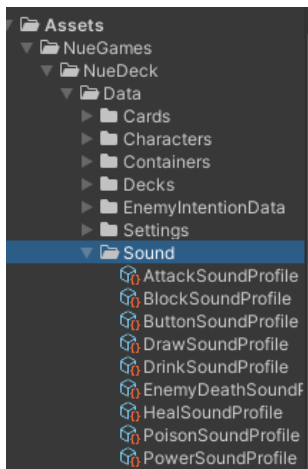 Assets
NueGames
NueDeck
Data
Cards
Characters
Containers
Decks
EnemyIntentionData
Settings
Sound
AttackSoundProfile
BlockSoundProfile
ButtonSoundProfile
DrawSoundProfile
DrinkSoundProfile
EnemyDeathSoundF
HealSoundProfile
PoisonSoundProfile
PowerSoundProfile